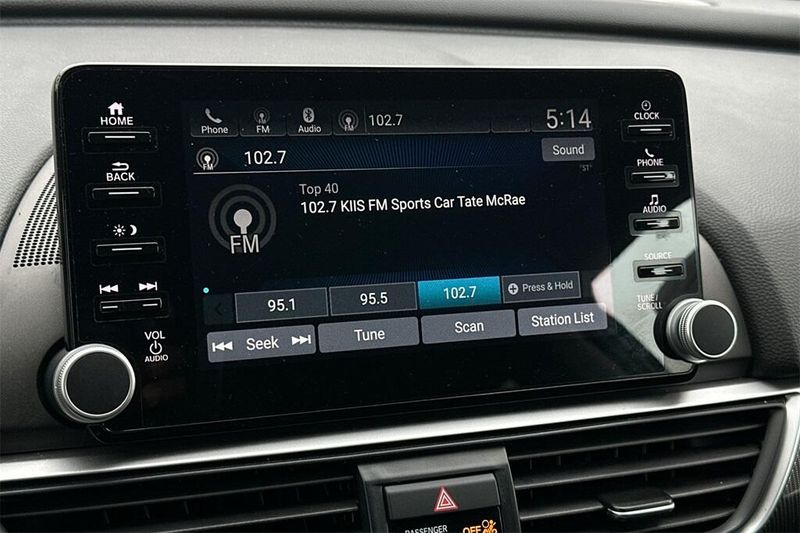 HOME
BACK
VOL
AUDIO
Phone
FM
Audio
FM
102.7
5:14
FM
102.7
Sound
ST
FM
Top 40
102.7 KIIS FM Sports Car Tate McRae
95.1
95.5
102.7
Press & Hold
Seek
Tune
Scan
Station List
CLOCK
PHONE
AUDIO
SOURCE
TUNE/
SCROLL
PASSENGER
OFF